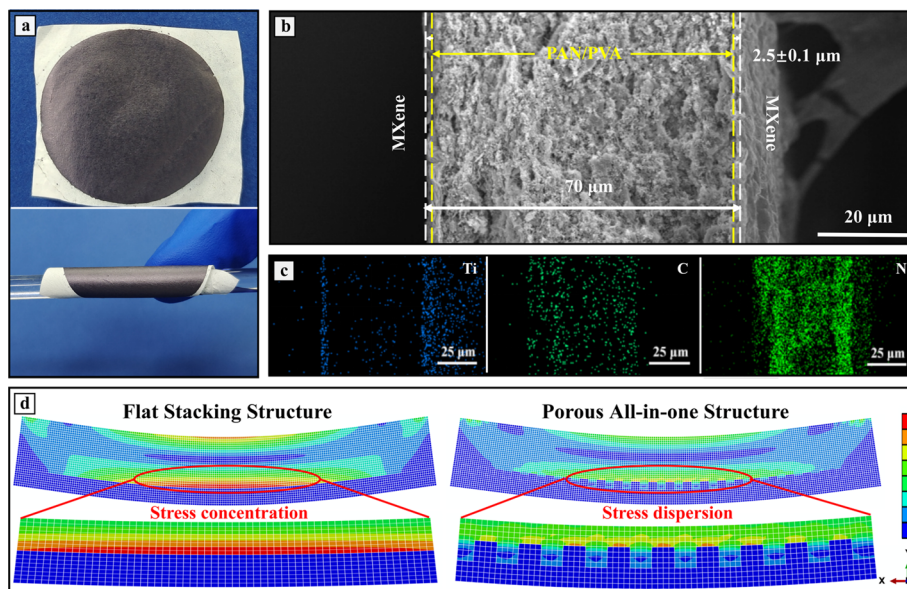 a
b
PAN/PVA
2.5±0.1 μm
MXene
MXene
70 μm
20 μm
c
Ti
C
N
25 μm
25 μm
25 μm
d
Flat Stacking Structure
Porous All-in-one Structure
Stress concentration
Stress dispersion
Y
X